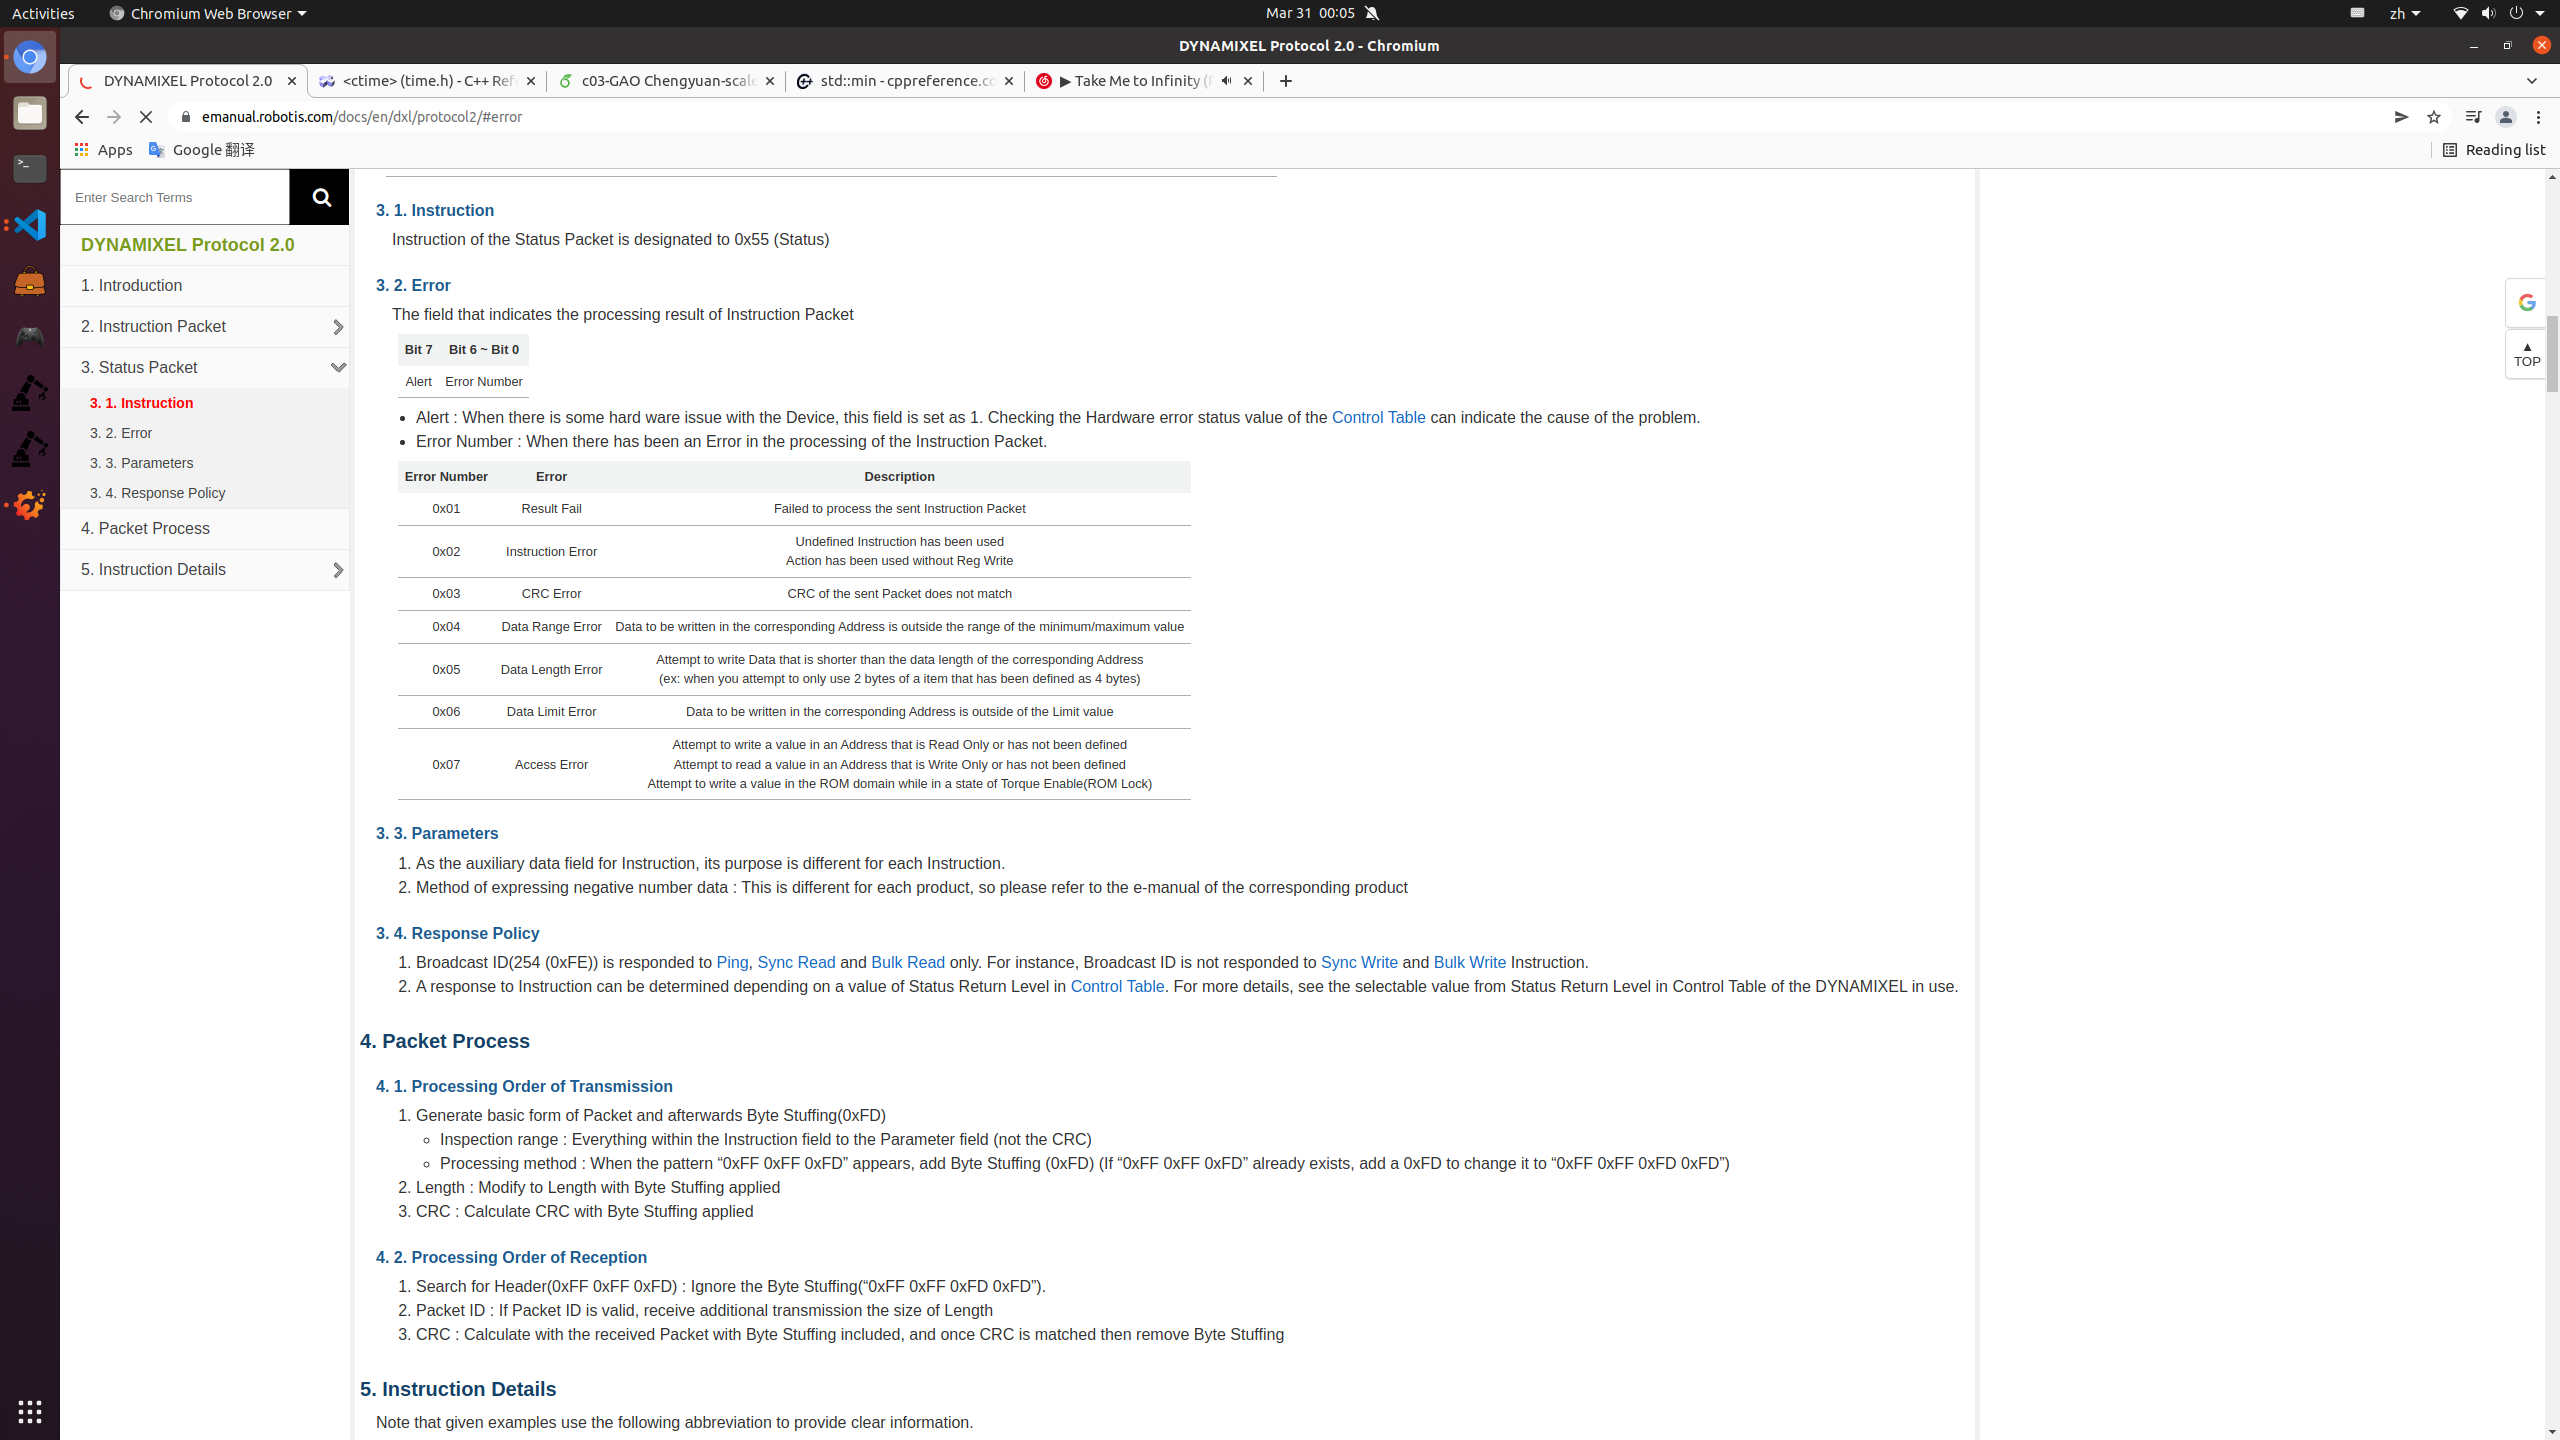 Activities
Chromium Web Browser
Mar 31 00:05
zh
DYNAMIXEL Protocol 2.0 - Chromium
DYNAMIXEL Protocol 2.0
<ctime> (time.h) - C++ Ref
c03-GAO Chengyuan-scale
std::min - cppreference.co
▶ Take Me to Infinity (
emanual.robotis.com/docs/en/dxl/protocol2/#error
Apps
Google 翻译
Reading list
Enter Search Terms
DYNAMIXEL Protocol 2.0
1. Introduction
2. Instruction Packet
3. Status Packet
3. 1. Instruction
3. 2. Error
3. 3. Parameters
3. 4. Response Policy
4. Packet Process
5. Instruction Details
3. 1. Instruction
Instruction of the Status Packet is designated to 0x55 (Status)
3. 2. Error
The field that indicates the processing result of Instruction Packet
Bit 7 Bit 6 ~ Bit 0
Alert Error Number
• Alert : When there is some hard ware issue with the Device, this field is set as 1. Checking the Hardware error status value of the Control Table can indicate the cause of the problem.
• Error Number : When there has been an Error in the processing of the Instruction Packet.
Error Number Error Description
0x01 Result Fail Failed to process the sent Instruction Packet
0x02 Instruction Error Undefined Instruction has been used
Action has been used without Reg Write
0x03 CRC Error CRC of the sent Packet does not match
0x04 Data Range Error Data to be written in the corresponding Address is outside the range of the minimum/maximum value
0x05 Data Length Error Attempt to write Data that is shorter than the data length of the corresponding Address
(ex: when you attempt to only use 2 bytes of a item that has been defined as 4 bytes)
0x06 Data Limit Error Data to be written in the corresponding Address is outside of the Limit value
0x07 Access Error Attempt to write a value in an Address that is Read Only or has not been defined
Attempt to read a value in an Address that is Write Only or has not been defined
Attempt to write a value in the ROM domain while in a state of Torque Enable(ROM Lock)
3. 3. Parameters
1. As the auxiliary data field for Instruction, its purpose is different for each Instruction.
2. Method of expressing negative number data : This is different for each product, so please refer to the e-manual of the corresponding product
3. 4. Response Policy
1. Broadcast ID(254 (0xFE)) is responded to Ping, Sync Read and Bulk Read only. For instance, Broadcast ID is not responded to Sync Write and Bulk Write Instruction.
2. A response to Instruction can be determined depending on a value of Status Return Level in Control Table. For more details, see the selectable value from Status Return Level in Control Table of the DYNAMIXEL in use.
4. Packet Process
4. 1. Processing Order of Transmission
1. Generate basic form of Packet and afterwards Byte Stuffing(0xFD)
◦ Inspection range : Everything within the Instruction field to the Parameter field (not the CRC)
◦ Processing method : When the pattern “0xFF 0xFF 0xFD” appears, add Byte Stuffing (0xFD) (If “0xFF 0xFF 0xFD” already exists, add a 0xFD to change it to “0xFF 0xFF 0xFD 0xFD”)
2. Length : Modify to Length with Byte Stuffing applied
3. CRC : Calculate CRC with Byte Stuffing applied
4. 2. Processing Order of Reception
1. Search for Header(0xFF 0xFF 0xFD) : Ignore the Byte Stuffing(“0xFF 0xFF 0xFD 0xFD”).
2. Packet ID : If Packet ID is valid, receive additional transmission the size of Length
3. CRC : Calculate with the received Packet with Byte Stuffing included, and once CRC is matched then remove Byte Stuffing
5. Instruction Details
Note that given examples use the following abbreviation to provide clear information.
G
▲
TOP